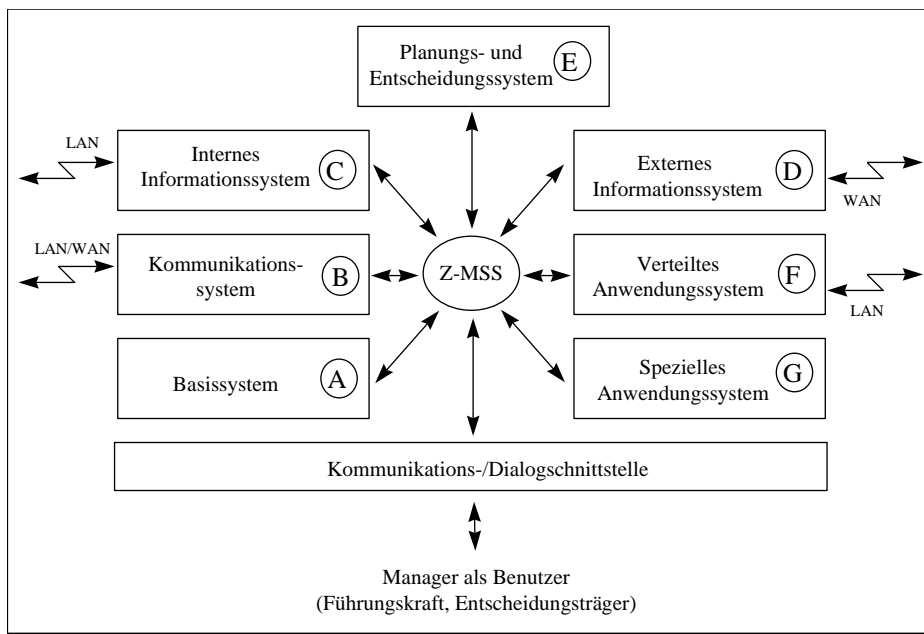 Planungs- und
Entscheidungssystem
E
LAN
Internes
Informationssystem
C
Externes
Informationssystem
D
WAN
LAN/WAN
Kommunikations-
system
B
Z-MSS
Verteiltes
Anwendungssystem
F
LAN
Basissystem
A
Spezielles
Anwendungssystem
G
Kommunikations-/Dialogschnittstelle
Manager als Benutzer
(Führungskraft, Entscheidungsträger)